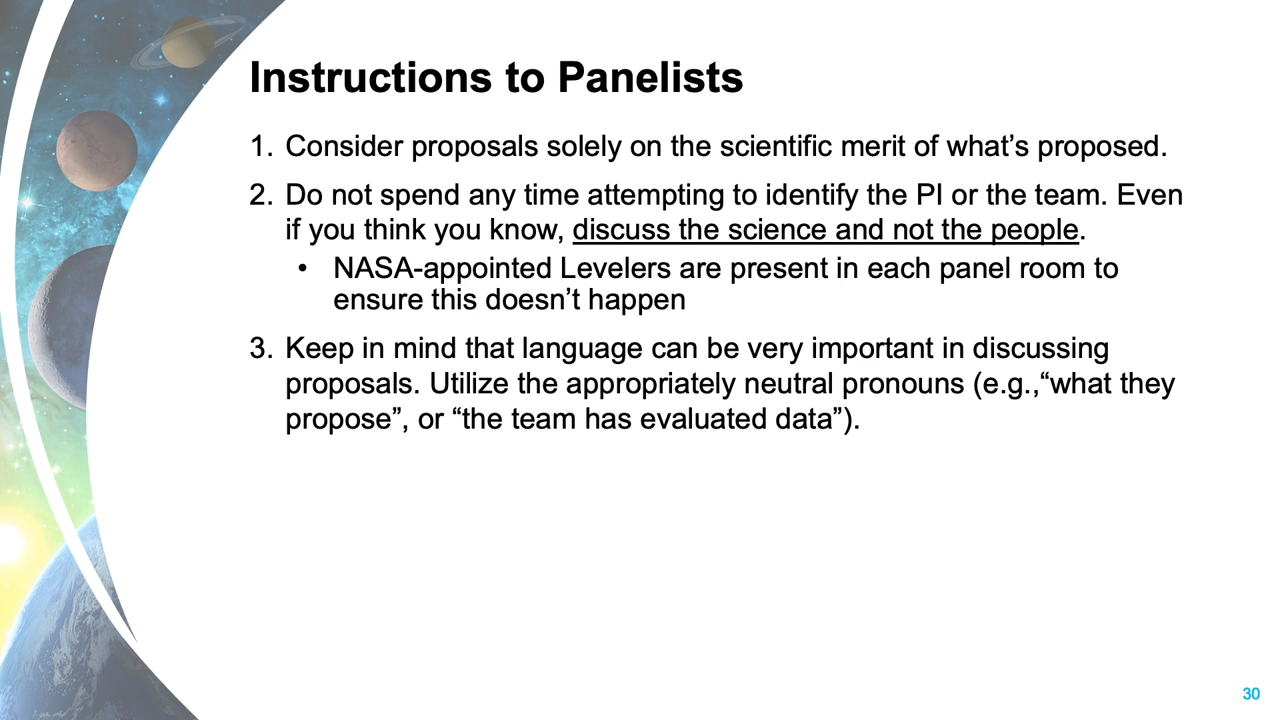 Instructions to Panelists
1. Consider proposals solely on the scientific merit of what’s proposed.
2. Do not spend any time attempting to identify the PI or the team. Even
if you think you know, discuss the science and not the people.
• NASA-appointed Levelers are present in each panel room to
ensure this doesn’t happen
3. Keep in mind that language can be very important in discussing
proposals. Utilize the appropriately neutral pronouns (e.g.,“what they
propose”, or “the team has evaluated data”).
30